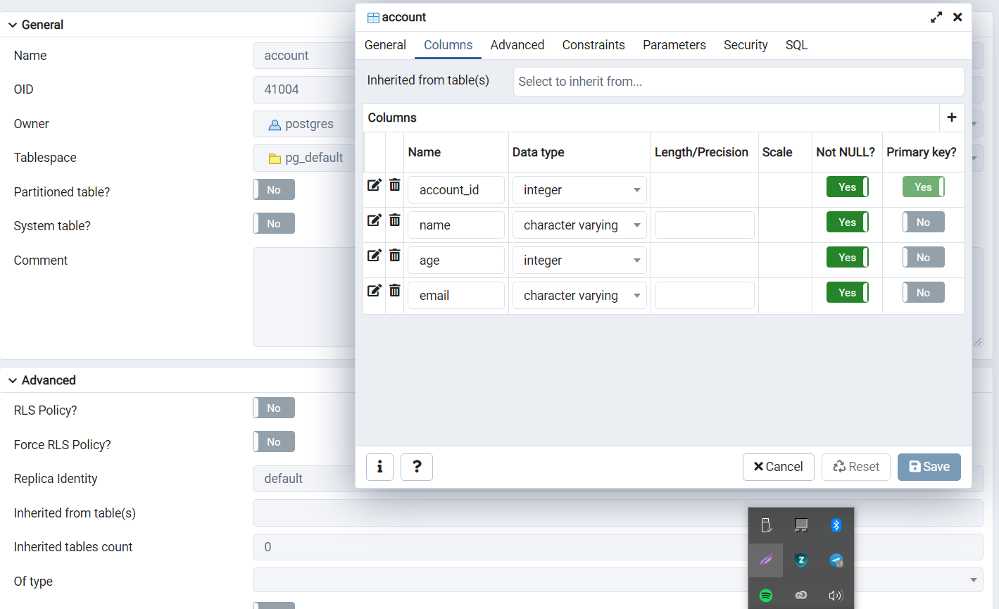 General
Name
account
OID
41004
Owner
postgres
Tablespace
pg_default
Partitioned table?
No
System table?
No
Comment
Advanced
RLS Policy?
No
Force RLS Policy?
No
Replica Identity
default
Inherited from table(s)
Inherited tables count
0
Of type
account
General Columns Advanced Constraints Parameters Security SQL
Inherited from table(s)
Select to inherit from...
Columns
Name Data type Length/Precision Scale Not NULL? Primary key?
account_id integer Yes Yes
name character varying Yes No
age integer Yes No
email character varying Yes No
i ? Cancel Reset Save
Z